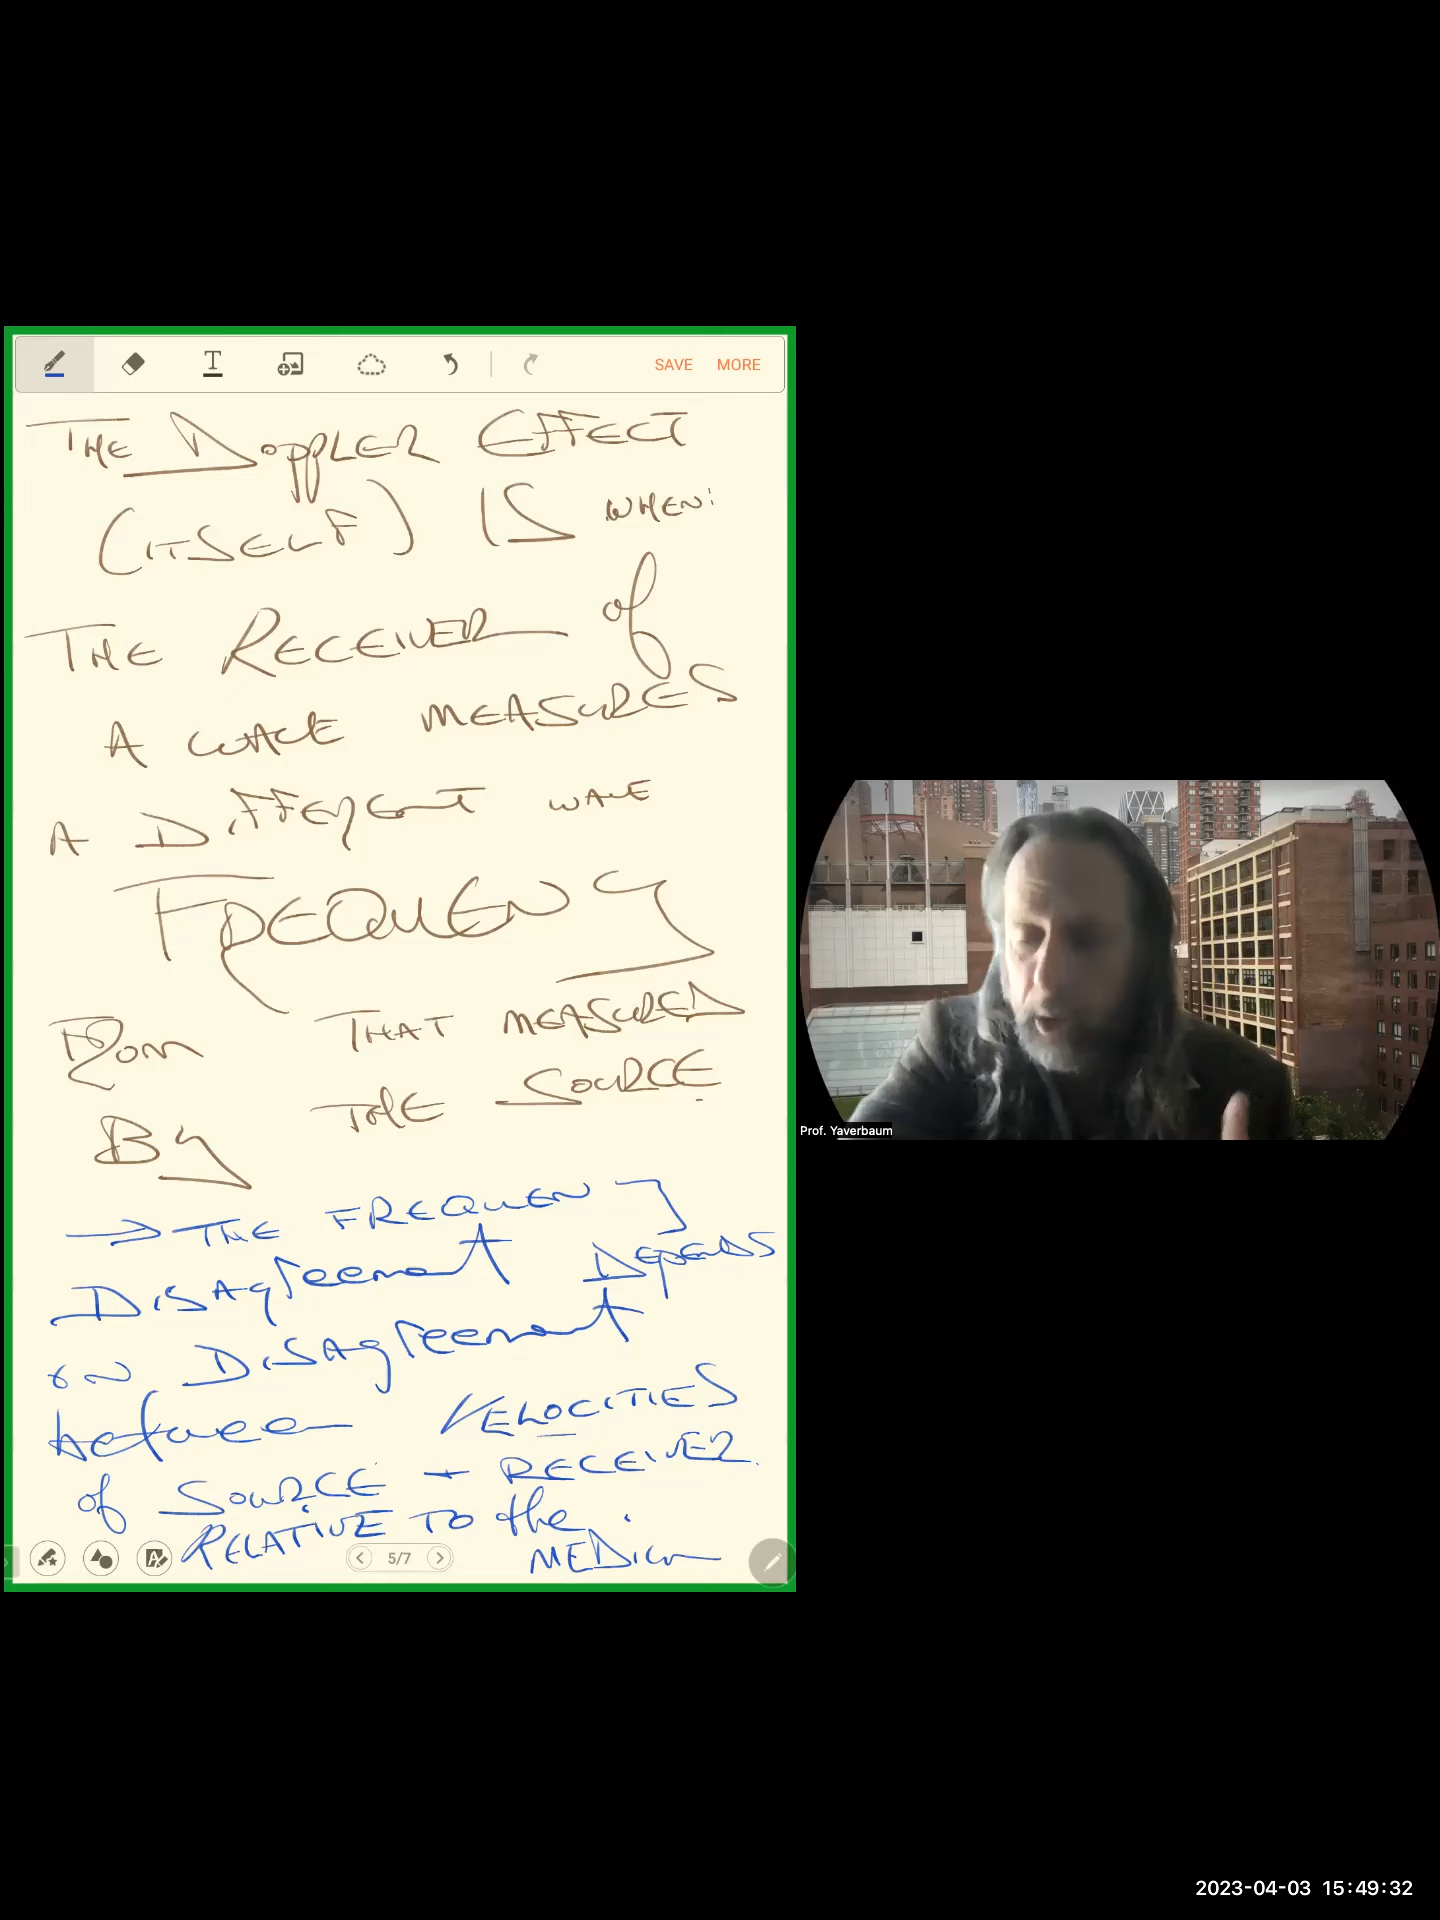 T
SAVE MORE
THE DOPPLER EFFECT
(ITSELF) IS WHEN:
THE RECEIVER of
A WAVE MEASURES
A DIFFERENT WAVE
FREQUENCY
FROM THAT MEASURED
BY THE SOURCE
→ THE FREQUENCY
DISAgreement DepenDS
ON DISAgreement
between VELOCITIES
of SOURCE + RECEIVER.
RELATIVE TO the
MEDIUM
5/7
Prof. Yaverbaum
2023-04-03 15:49:32